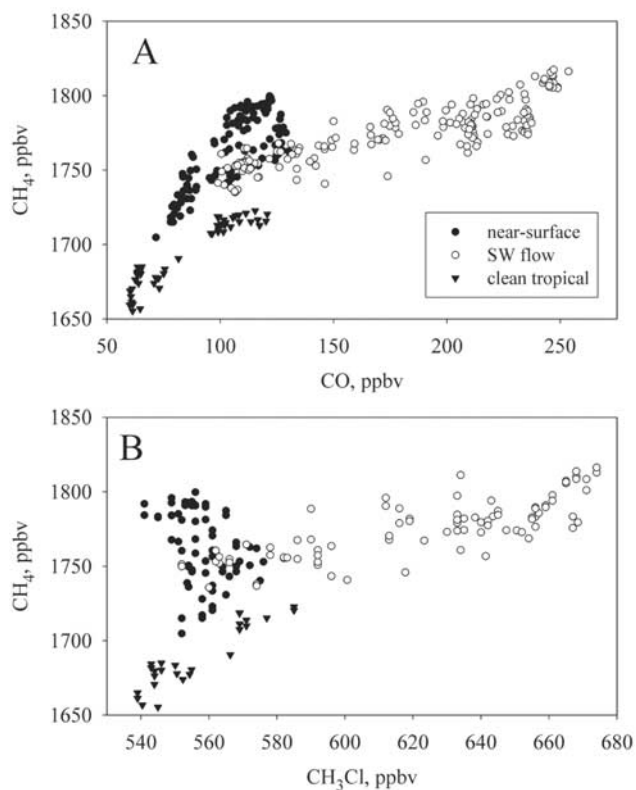 A
1850
1800
1750
1700
1650
CH₄, ppbv
near-surface
SW flow
clean tropical
50 100 150 200 250
CO, ppbv
B
1850
1800
1750
1700
1650
CH₄, ppbv
540 560 580 600 620 640 660 680
CH₃Cl, ppbv